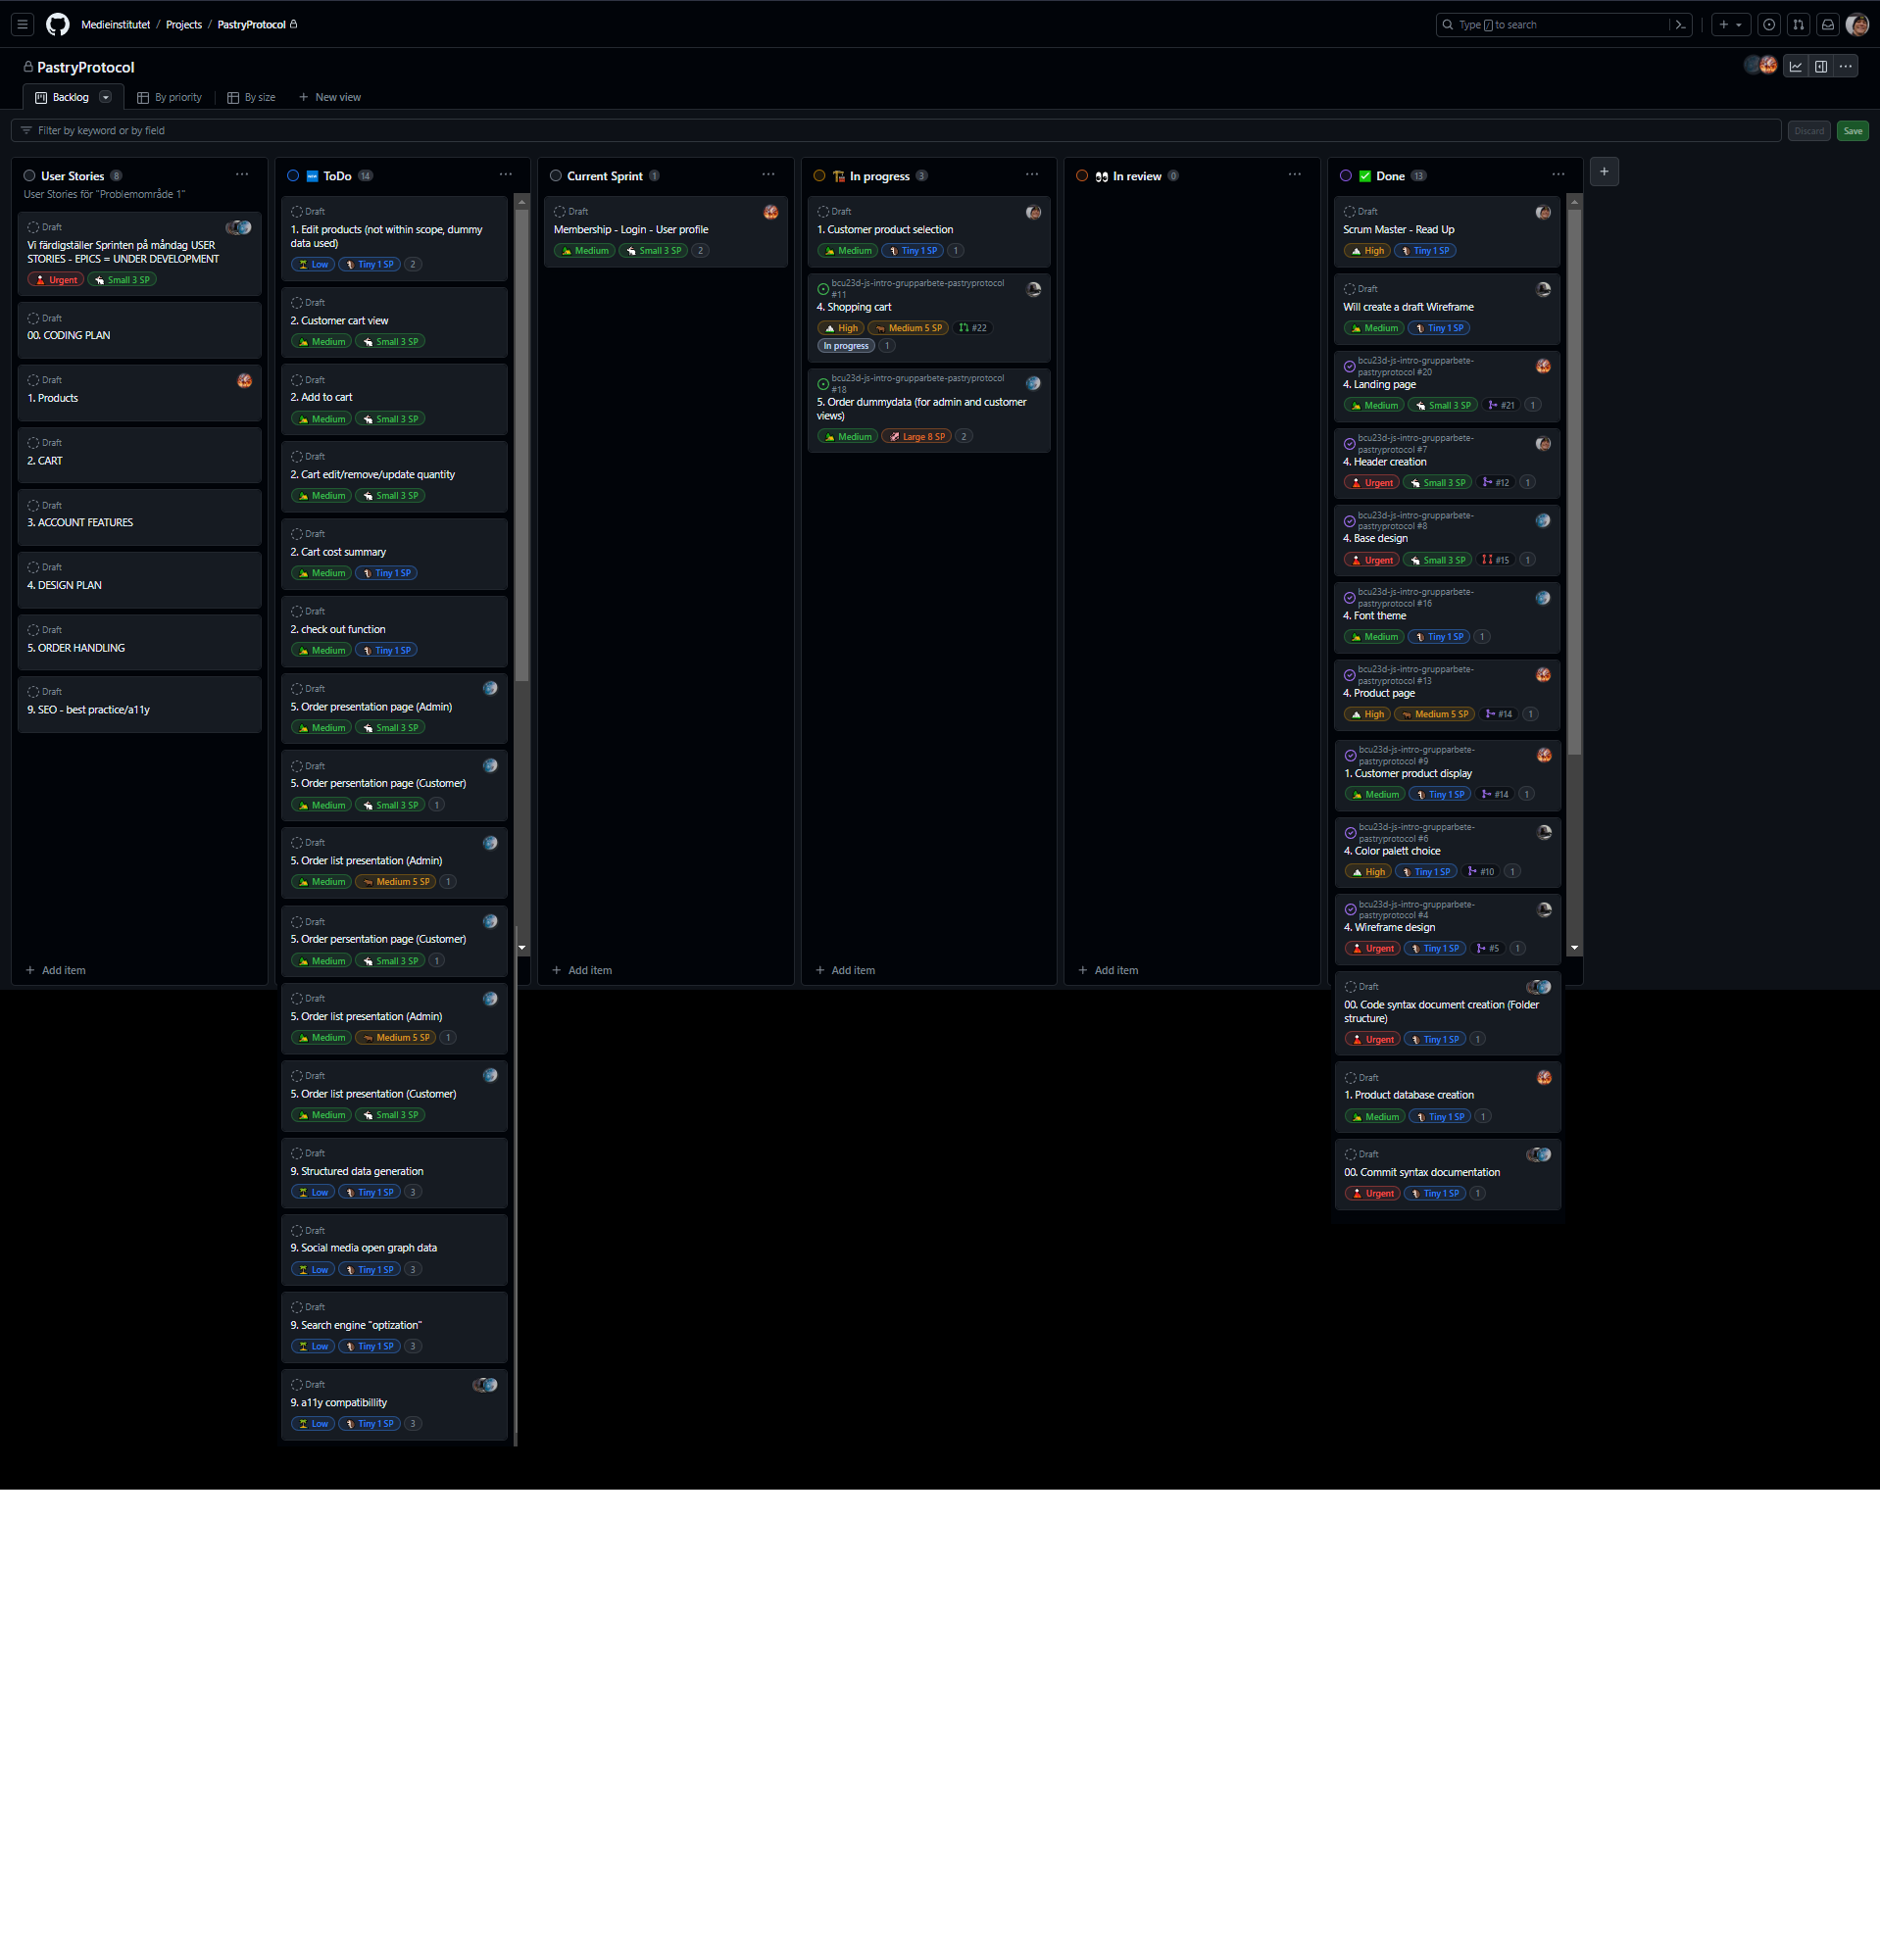 Medieinstitutet / Projects / PastryProtocol
Type / to search
PastryProtocol
Backlog
By priority
By size
New view
Filter by keyword or by field
Discard
Save
User Stories 8
User Stories för "Problemområde 1"
Draft
Vi färdigställer Sprinten på måndag USER
STORIES - EPICS = UNDER DEVELOPMENT
Urgent Small 3 SP
Draft
00. CODING PLAN
Draft
1. Products
Draft
2. CART
Draft
3. ACCOUNT FEATURES
Draft
4. DESIGN PLAN
Draft
5. ORDER HANDLING
Draft
9. SEO - best practice/a11y
Add item
ToDo 14
Draft
1. Edit products (not within scope, dummy
data used)
Low Tiny 1 SP 2
Draft
2. Customer cart view
Medium Small 3 SP
Draft
2. Add to cart
Medium Small 3 SP
Draft
2. Cart edit/remove/update quantity
Medium Small 3 SP
Draft
2. Cart cost summary
Medium Tiny 1 SP
Draft
2. check out function
Medium Tiny 1 SP
Draft
5. Order presentation page (Admin)
Medium Small 3 SP
Draft
5. Order persentation page (Customer)
Medium Small 3 SP 1
Draft
5. Order list presentation (Admin)
Medium Medium 5 SP 1
Draft
5. Order persentation page (Customer)
Medium Small 3 SP 1
Draft
5. Order list presentation (Admin)
Medium Medium 5 SP 1
Draft
5. Order list presentation (Customer)
Medium Small 3 SP
Draft
9. Structured data generation
Low Tiny 1 SP 3
Draft
9. Social media open graph data
Low Tiny 1 SP 3
Draft
9. Search engine "optization"
Low Tiny 1 SP 3
Draft
9. a11y compatibillity
Low Tiny 1 SP 3
Current Sprint 1
Draft
Membership - Login - User profile
Medium Small 3 SP 2
Add item
In progress 3
Draft
1. Customer product selection
Medium Tiny 1 SP 1
bcu23d-js-intro-grupparbete-pastryprotocol
#11
4. Shopping cart
High Medium 5 SP #22
In progress 1
bcu23d-js-intro-grupparbete-pastryprotocol
#18
5. Order dummydata (for admin and customer
views)
Medium Large 8 SP 2
Add item
In review 0
Add item
Done 13
Draft
Scrum Master - Read Up
High Tiny 1 SP
Draft
Will create a draft Wireframe
Medium Tiny 1 SP
bcu23d-js-intro-grupparbete-
pastryprotocol #20
4. Landing page
Medium Small 3 SP #21 1
bcu23d-js-intro-grupparbete-
pastryprotocol #7
4. Header creation
Urgent Small 3 SP #12 1
bcu23d-js-intro-grupparbete-
pastryprotocol #8
4. Base design
Urgent Small 3 SP #15 1
bcu23d-js-intro-grupparbete-
pastryprotocol #16
4. Font theme
Medium Tiny 1 SP 1
bcu23d-js-intro-grupparbete-
pastryprotocol #13
4. Product page
High Medium 5 SP #14 1
bcu23d-js-intro-grupparbete-
pastryprotocol #9
1. Customer product display
Medium Tiny 1 SP #14 1
bcu23d-js-intro-grupparbete-
pastryprotocol #6
4. Color palett choice
High Tiny 1 SP #10 1
bcu23d-js-intro-grupparbete-
pastryprotocol #4
4. Wireframe design
Urgent Tiny 1 SP #5 1
Draft
00. Code syntax document creation (Folder
structure)
Urgent Tiny 1 SP 1
Draft
1. Product database creation
Medium Tiny 1 SP 1
Draft
00. Commit syntax documentation
Urgent Tiny 1 SP 1